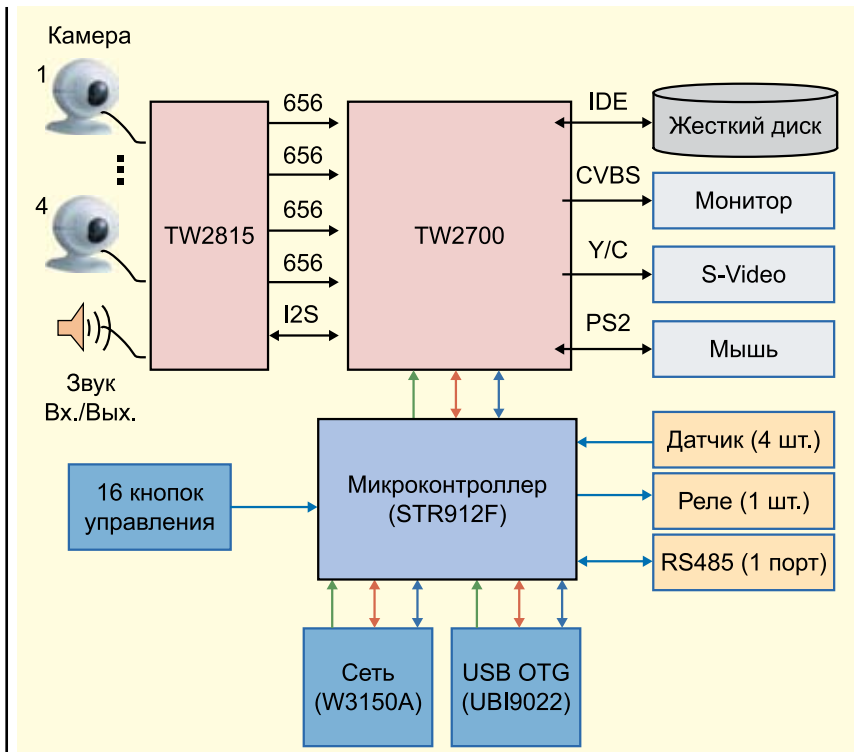 Камера
1
4
Звук
Вх./Вых.
TW2815
656
656
656
656
I2S
TW2700
IDE
CVBS
Y/C
PS2
Жесткий диск
Монитор
S-Video
Мышь
16 кнопок
управления
Микроконтроллер
(STR912F)
Датчик (4 шт.)
Реле (1 шт.)
RS485 (1 порт)
Сеть
(W3150A)
USB OTG
(UBI9022)